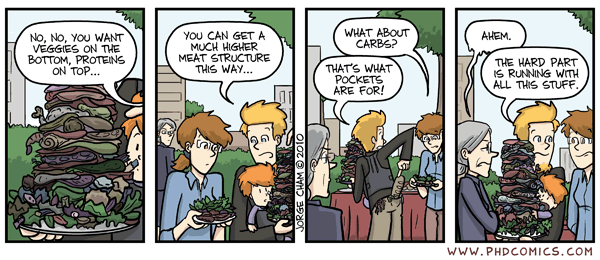 NO, NO, YOU WANT
VEGGIES ON THE
BOTTOM, PROTEINS
ON TOP...
YOU CAN GET A
MUCH HIGHER
MEAT STRUCTURE
THIS WAY...
JORGE CHAM © 2010
WHAT ABOUT
CARBS?
THAT'S WHAT
POCKETS
ARE FOR!
AHEM.
THE HARD PART
IS RUNNING WITH
ALL THIS STUFF.
WWW.PHDCOMICS.COM